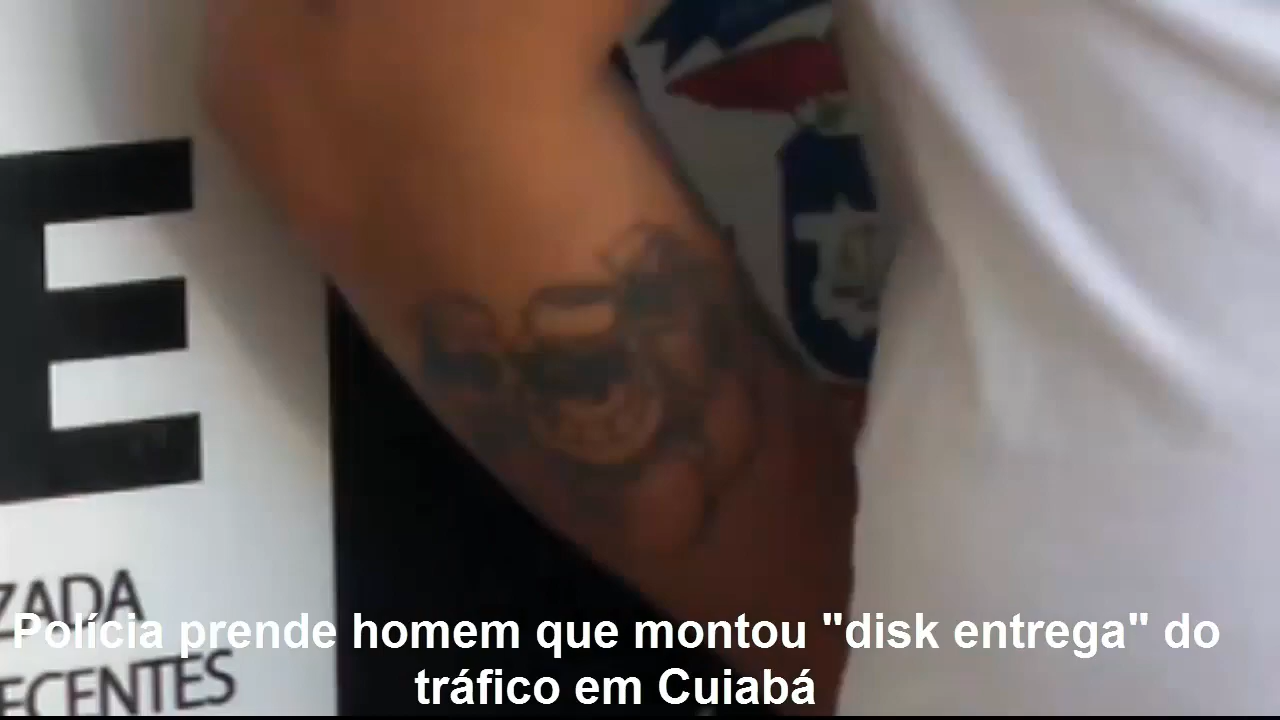 E
ZADA
ECENTES
Polícia prende homem que montou "disk entrega" do
tráfico em Cuiabá